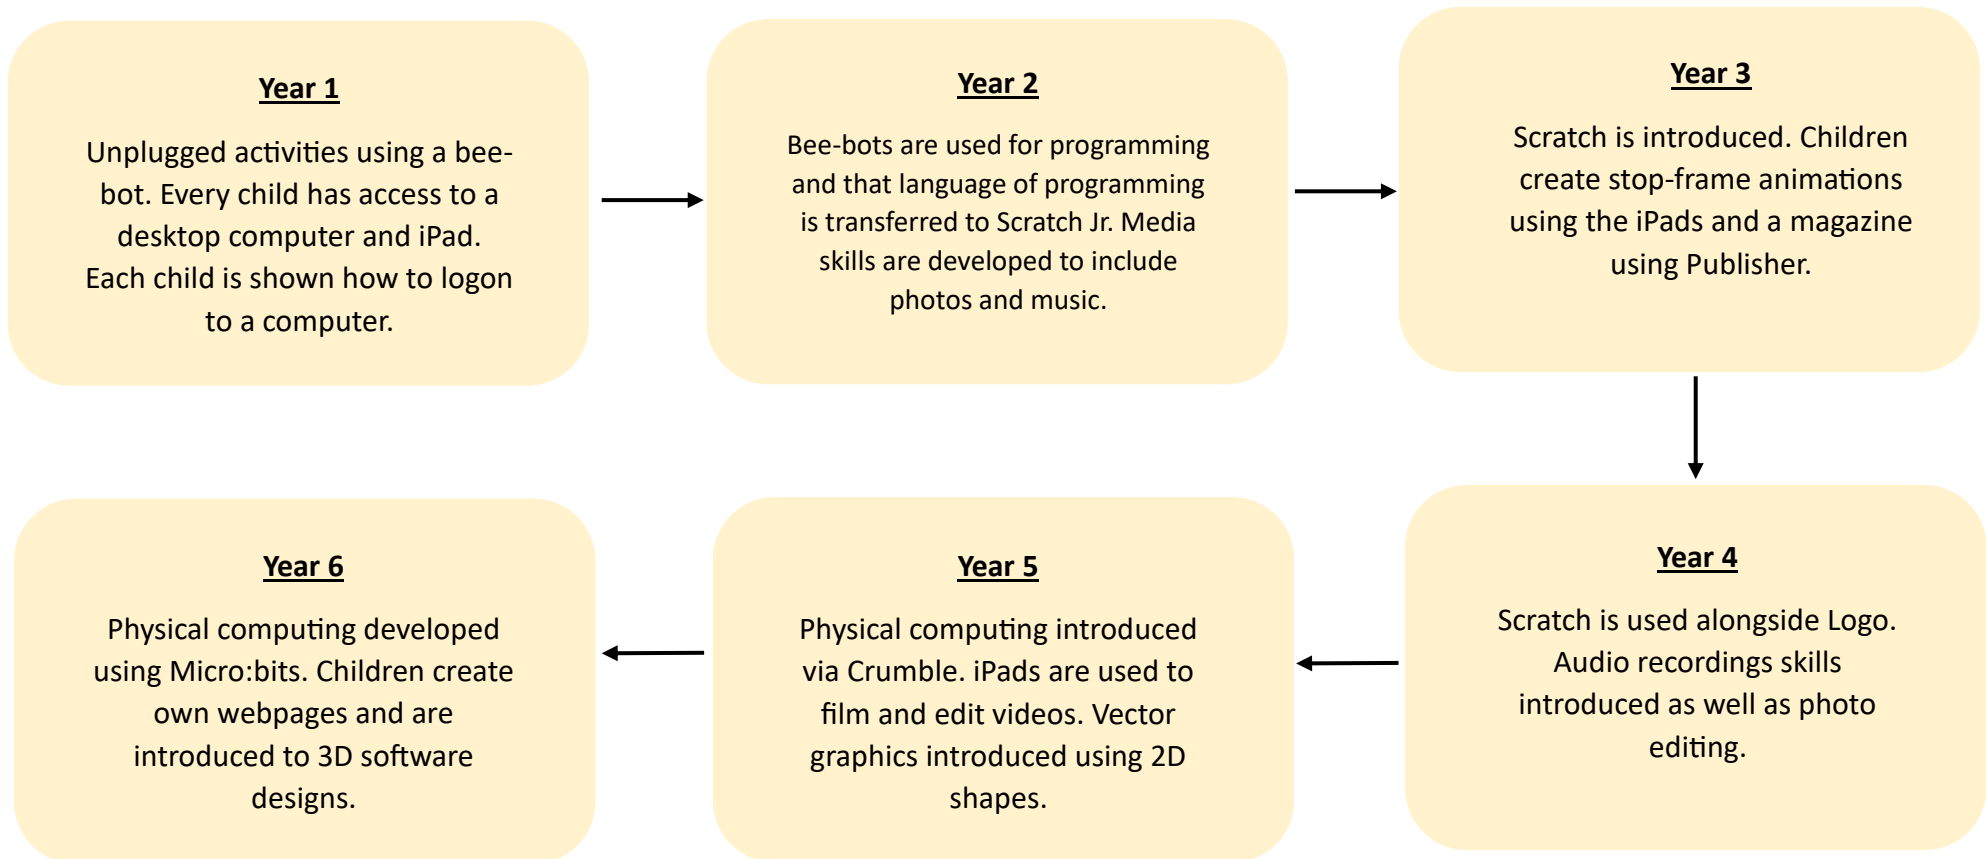 Year 1
Unplugged activities using a bee-
bot. Every child has access to a
desktop computer and iPad.
Each child is shown how to logon
to a computer.
Year 2
Bee-bots are used for programming
and that language of programming
is transferred to Scratch Jr. Media
skills are developed to include
photos and music.
Year 3
Scratch is introduced. Children
create stop-frame animations
using the iPads and a magazine
using Publisher.
Year 4
Scratch is used alongside Logo.
Audio recordings skills
introduced as well as photo
editing.
Year 5
Physical computing introduced
via Crumble. iPads are used to
film and edit videos. Vector
graphics introduced using 2D
shapes.
Year 6
Physical computing developed
using Micro:bits. Children create
own webpages and are
introduced to 3D software
designs.